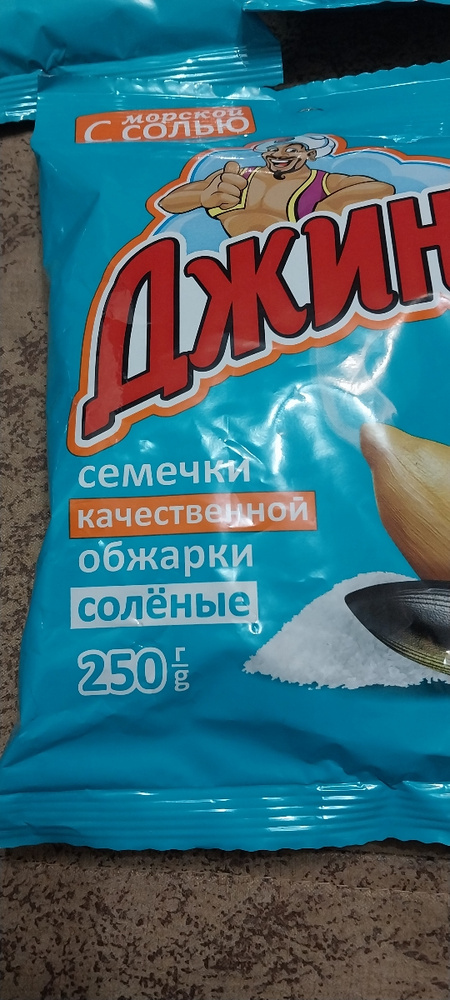 морской
с солью
Джин
семечки
качественной
обжарки
солёные
250 г/g